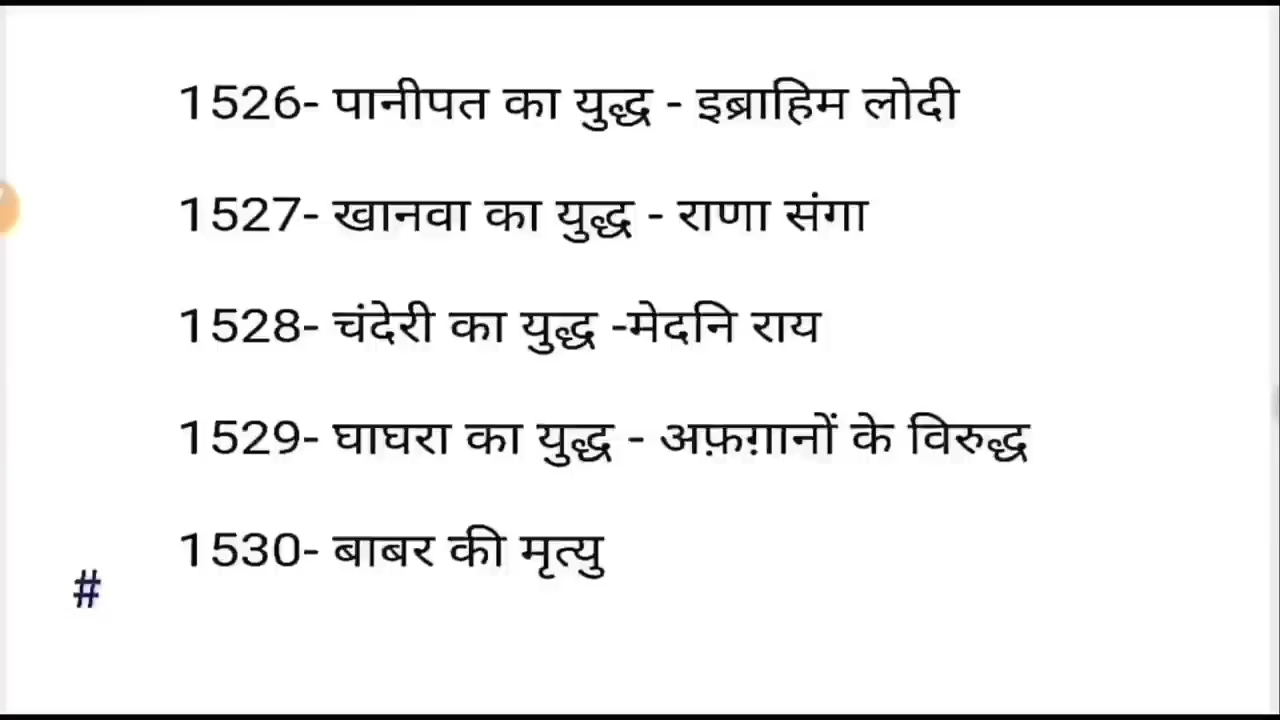 1526- पानीपत का युद्ध - इब्राहिम लोदी
1527- खानवा का युद्ध - राणा संगा
1528- चंदेरी का युद्ध -मेदनि राय
1529- घाघरा का युद्ध - अफ़ग़ानों के विरुद्ध
1530- बाबर की मृत्यु
#